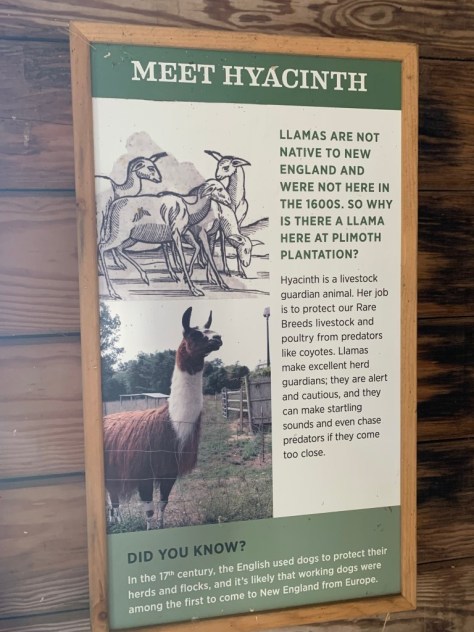 MEET HYACINTH
LLAMAS ARE NOT
NATIVE TO NEW
ENGLAND AND
WERE NOT HERE IN
THE 1600S. SO WHY
IS THERE A LLAMA
HERE AT PLIMOTH
PLANTATION?
Hyacinth is a livestock
guardian animal. Her job
is to protect our Rare
Breeds livestock and
poultry from predators
like coyotes. Llamas
make excellent herd
guardians; they are alert
and cautious, and they
can make startling
sounds and even chase
predators if they come
too close.
DID YOU KNOW?
In the 17th century, the English used dogs to protect their
herds and flocks, and it's likely that working dogs were
among the first to come to New England from Europe.